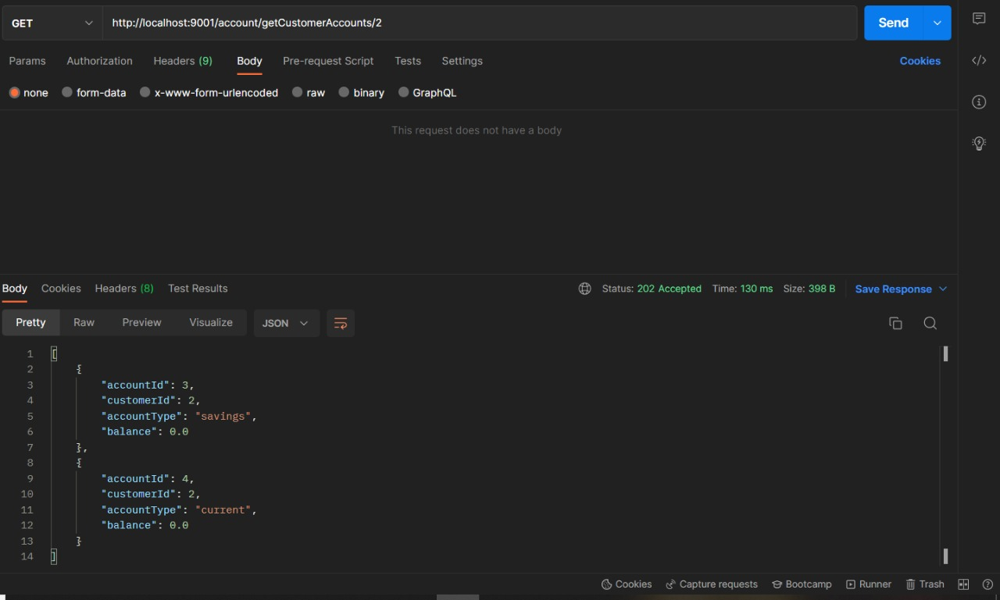 GET http://localhost:9001/account/getCustomerAccounts/2 Send
Params Authorization Headers (9) Body Pre-request Script Tests Settings Cookies
none form-data x-www-form-urlencoded raw binary GraphQL
This request does not have a body
Body Cookies Headers (8) Test Results Status: 202 Accepted Time: 130 ms Size: 398 B Save Response
Pretty Raw Preview Visualize JSON
1 [
2 {
3 "accountId": 3,
4 "customerId": 2,
5 "accountType": "savings",
6 "balance": 0.0
7 },
8 {
9 "accountId": 4,
10 "customerId": 2,
11 "accountType": "current",
12 "balance": 0.0
13 }
14 ]
Cookies Capture requests Bootcamp Runner Trash